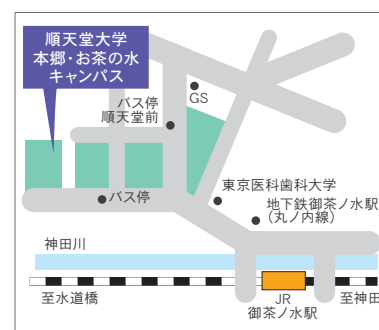 順天堂大学
本郷・お茶の水
キャンパス
GS
バス停
順天堂前
東京医科歯科大学
バス停
地下鉄御茶ノ水駅
(丸ノ内線)
神田川
至水道橋
JR
御茶ノ水駅
至神田